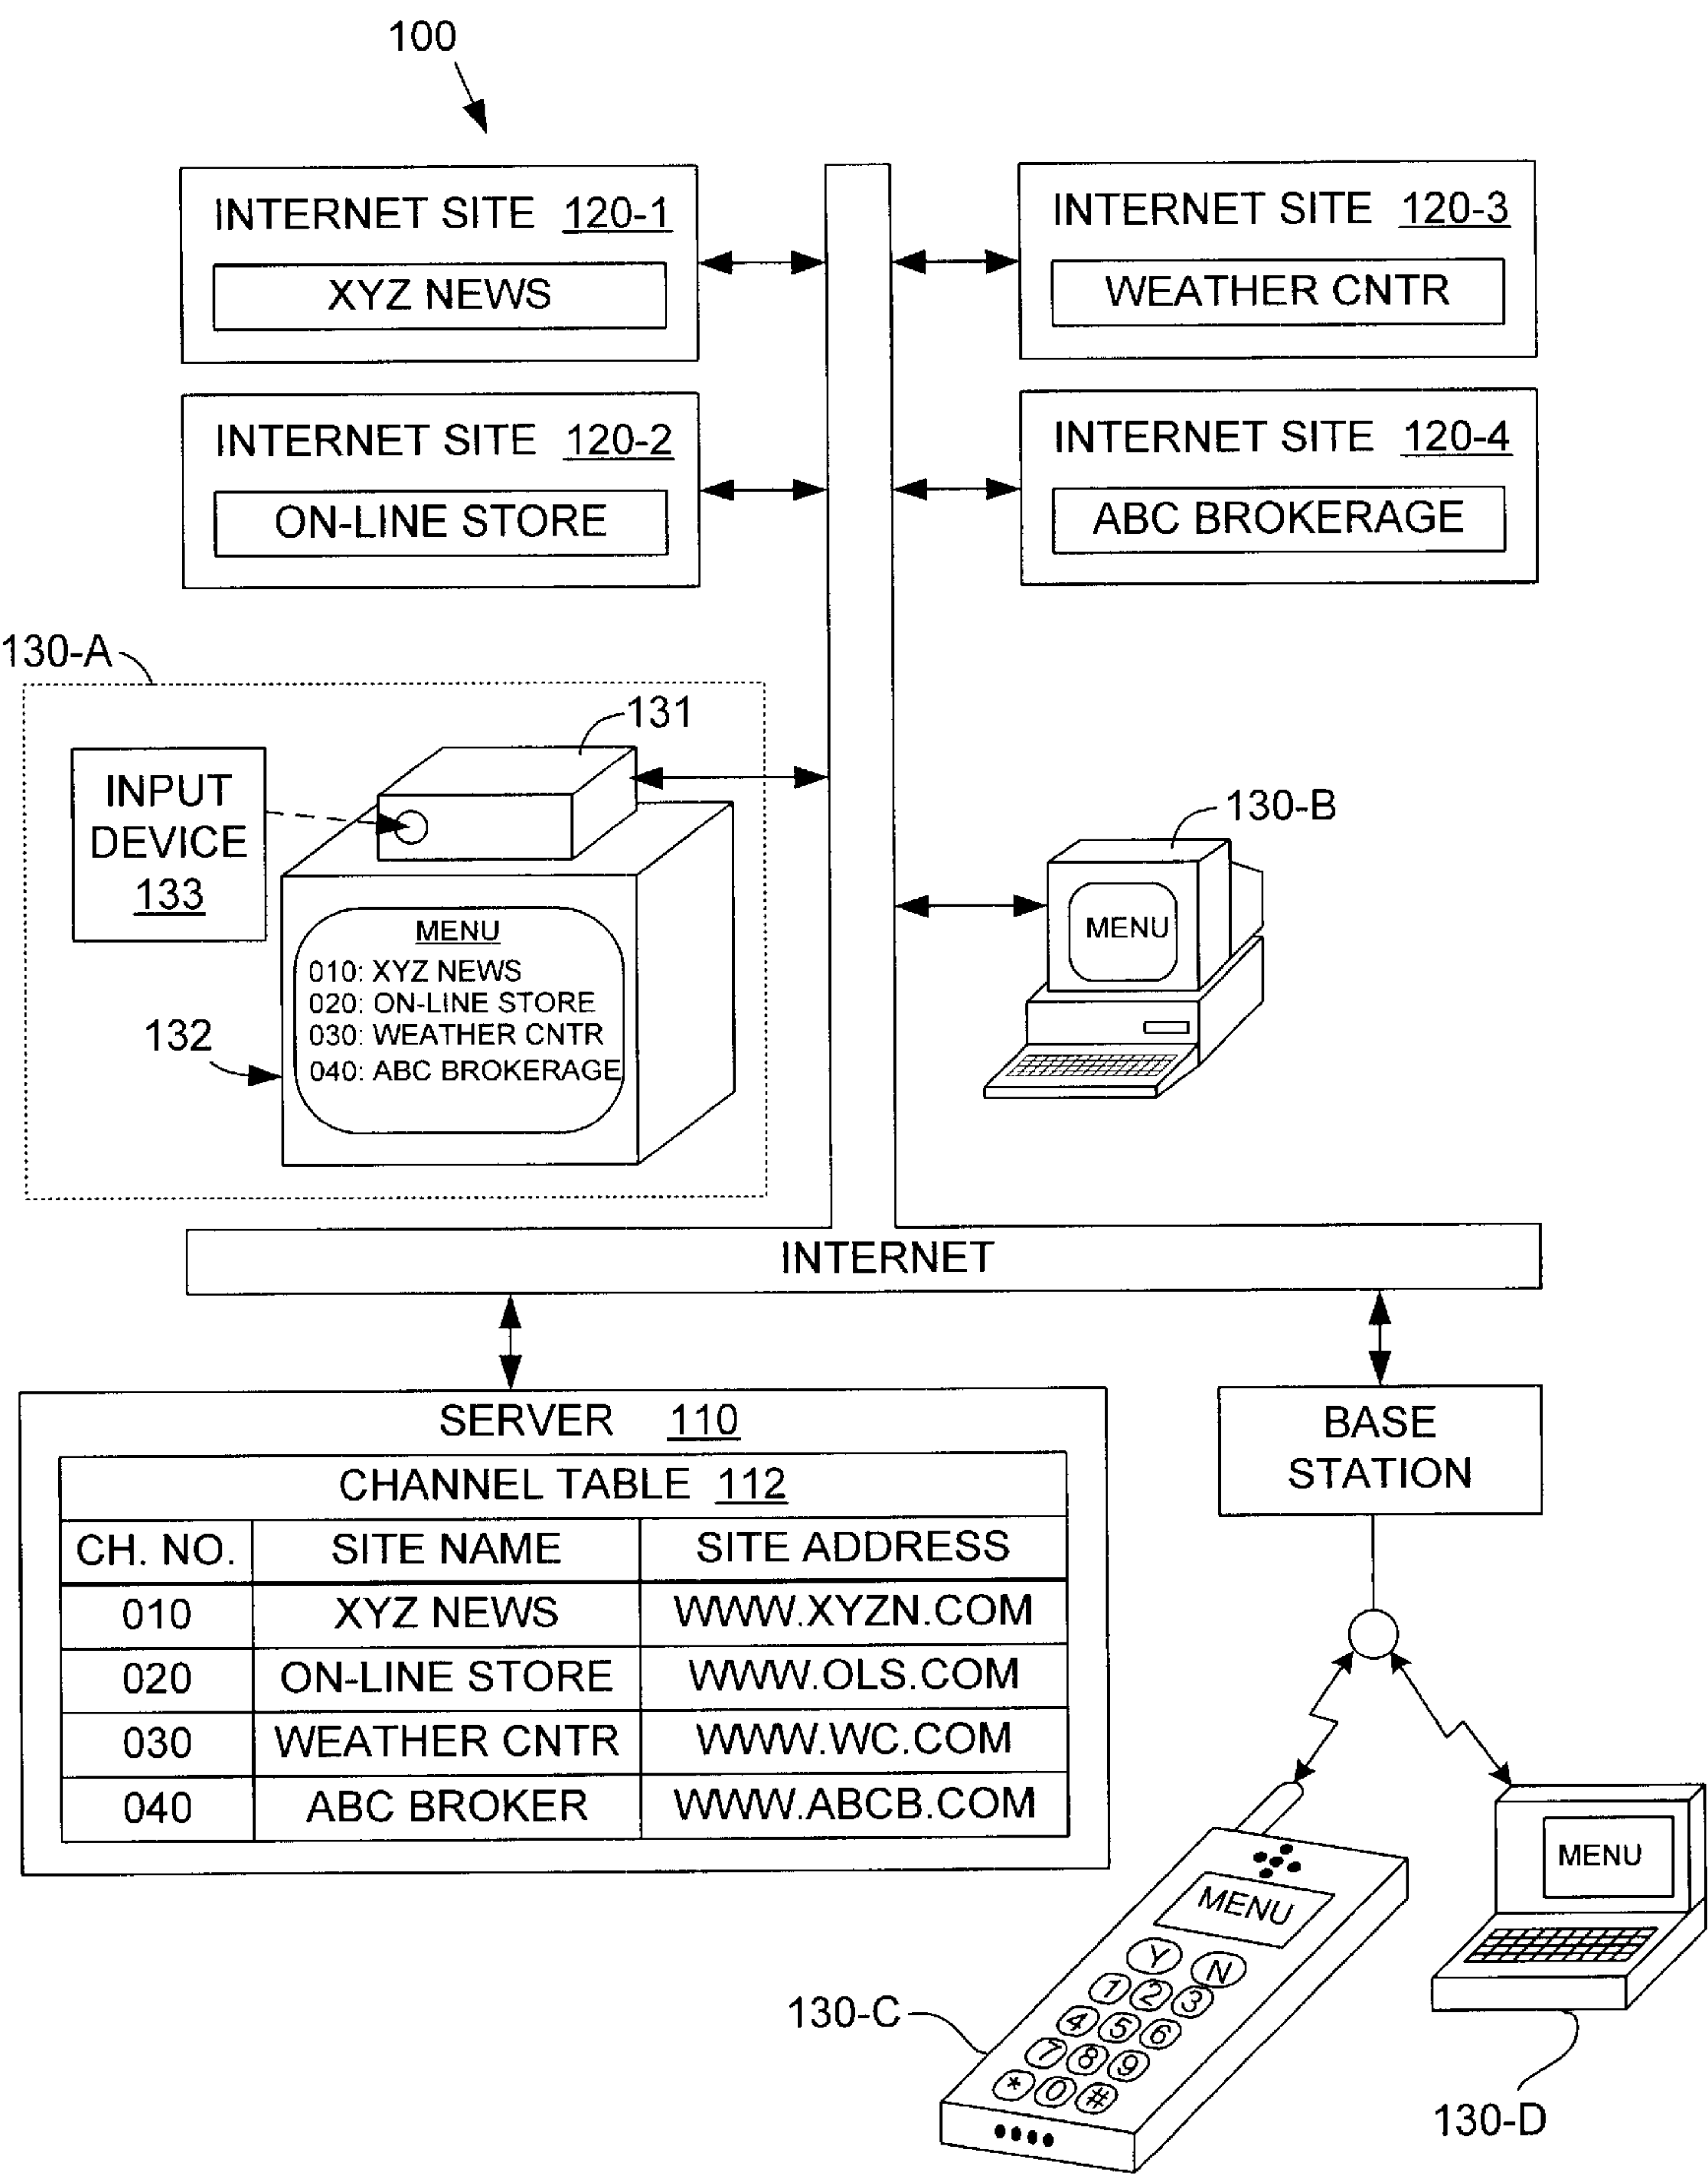 100
INTERNET SITE 120-1
XYZ NEWS
INTERNET SITE 120-3
WEATHER CNTR
INTERNET SITE 120-2
ON-LINE STORE
INTERNET SITE 120-4
ABC BROKERAGE
130-A
131
INPUT
DEVICE
133
MENU
010: XYZ NEWS
020: ON-LINE STORE
030: WEATHER CNTR
040: ABC BROKERAGE
132
130-B
MENU
INTERNET
SERVER 110
CHANNEL TABLE 112
CH. NO. SITE NAME SITE ADDRESS
010 XYZ NEWS WWW.XYZN.COM
020 ON-LINE STORE WWW.OLS.COM
030 WEATHER CNTR WWW.WC.COM
040 ABC BROKER WWW.ABCB.COM
BASE
STATION
MENU
Y N
1 2 3
4 5 6
7 8 9
* 0 #
130-C
MENU
130-D